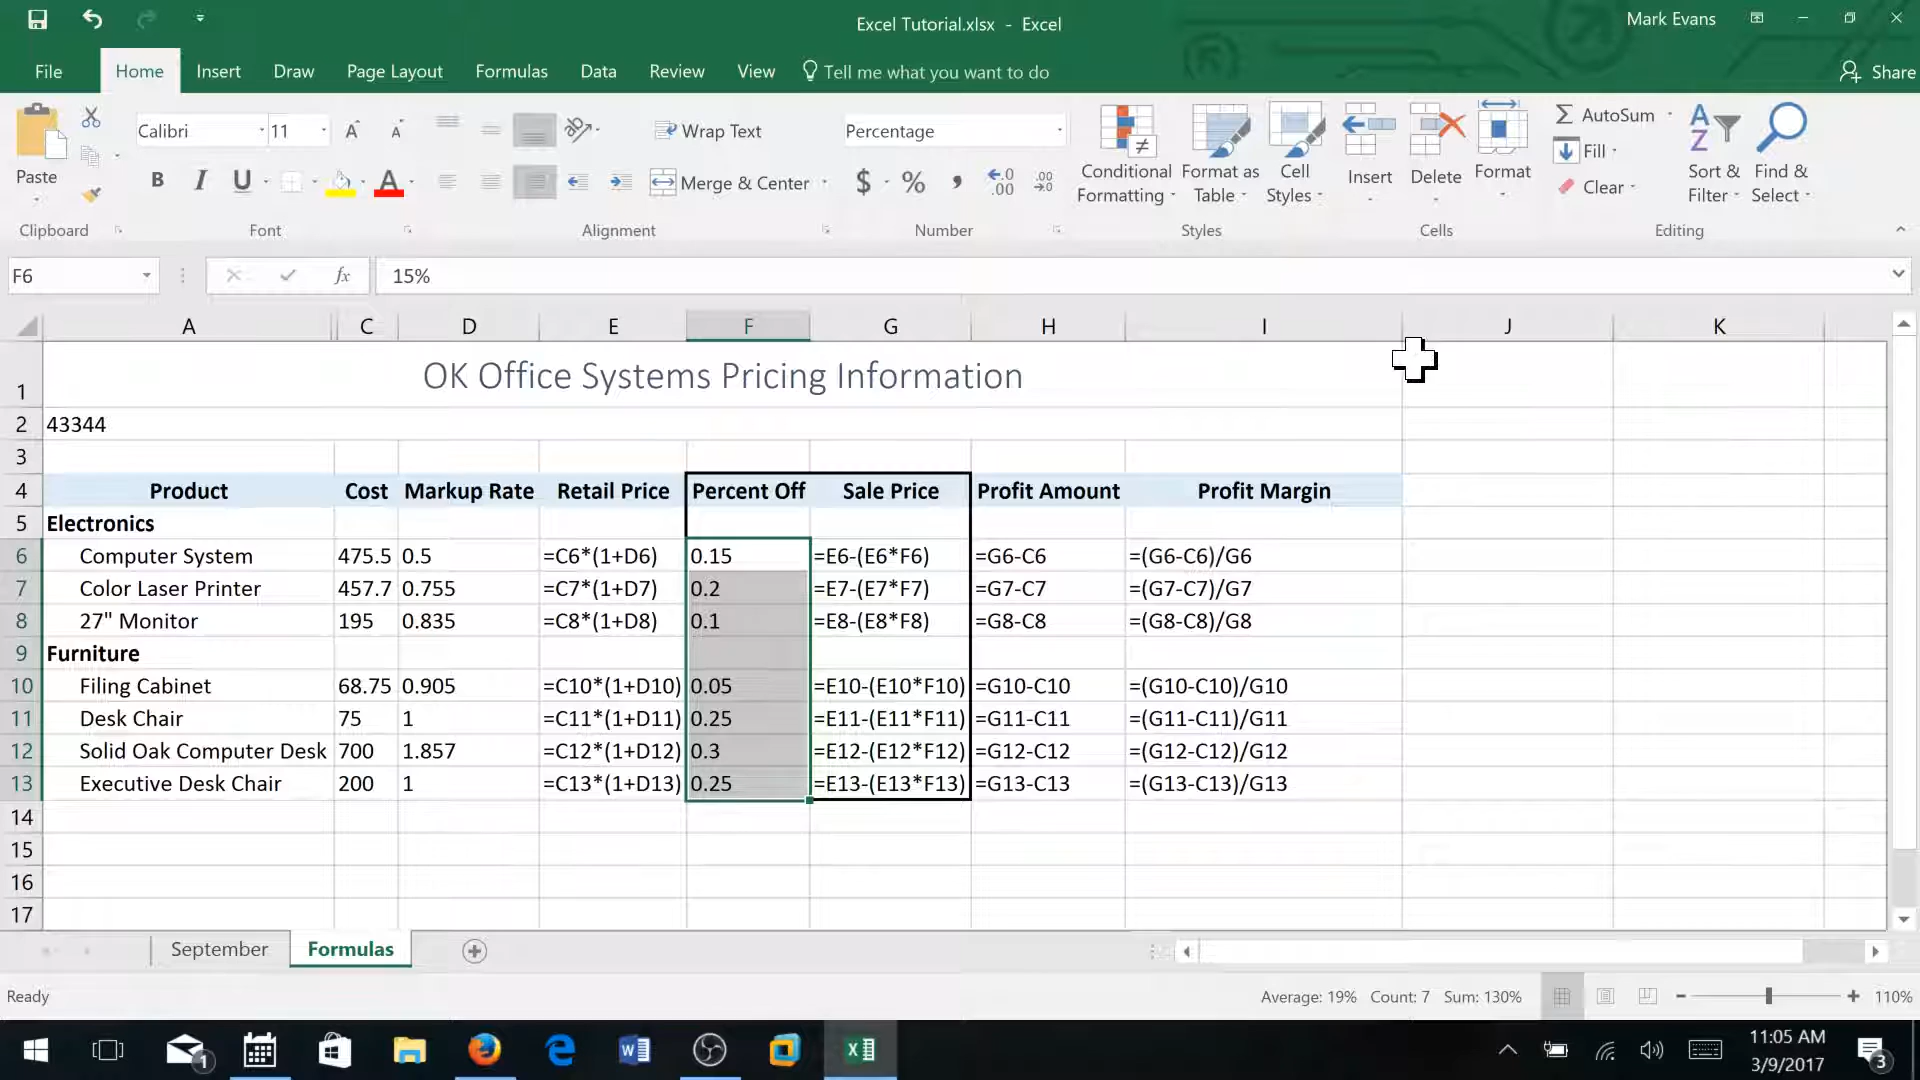 Excel Tutorial.xlsx - Excel
Mark Evans
File Home Insert Draw Page Layout Formulas Data Review View Tell me what you want to do Share
Paste
Calibri 11
B I U A
Wrap Text
Merge & Center
Percentage
$ % ,
Conditional Formatting
Format as Table
Cell Styles
Insert
Delete
Format
AutoSum
Fill
Clear
Sort & Filter
Find & Select
Clipboard Font Alignment Number Styles Cells Editing
F6 fx 15%
A C D E F G H I J K
1 OK Office Systems Pricing Information
2 43344
3
4 Product Cost Markup Rate Retail Price Percent Off Sale Price Profit Amount Profit Margin
5 Electronics
6 Computer System 475.5 0.5 =C6*(1+D6) 0.15 =E6-(E6*F6) =G6-C6 =(G6-C6)/G6
7 Color Laser Printer 457.7 0.755 =C7*(1+D7) 0.2 =E7-(E7*F7) =G7-C7 =(G7-C7)/G7
8 27" Monitor 195 0.835 =C8*(1+D8) 0.1 =E8-(E8*F8) =G8-C8 =(G8-C8)/G8
9 Furniture
10 Filing Cabinet 68.75 0.905 =C10*(1+D10) 0.05 =E10-(E10*F10) =G10-C10 =(G10-C10)/G10
11 Desk Chair 75 1 =C11*(1+D11) 0.25 =E11-(E11*F11) =G11-C11 =(G11-C11)/G11
12 Solid Oak Computer Desk 700 1.857 =C12*(1+D12) 0.3 =E12-(E12*F12) =G12-C12 =(G12-C12)/G12
13 Executive Desk Chair 200 1 =C13*(1+D13) 0.25 =E13-(E13*F13) =G13-C13 =(G13-C13)/G13
14
15
16
17
September Formulas
Ready Average: 19% Count: 7 Sum: 130% 110%
1
11:05 AM
3/9/2017
3